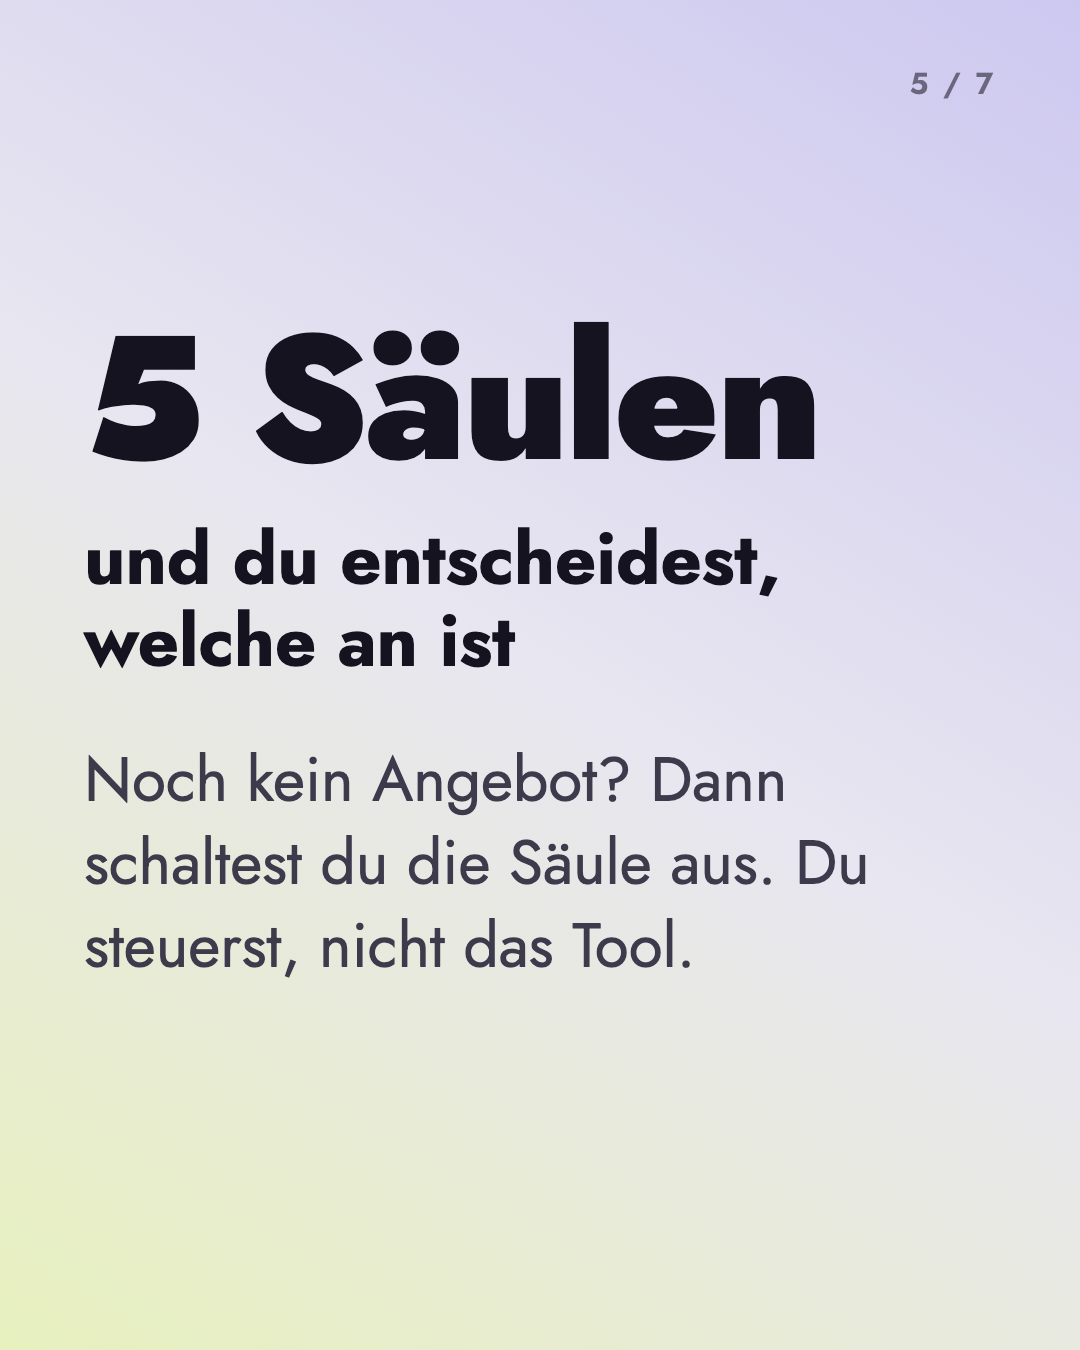 5 / 7
5 Säulen
und du entscheidest,
welche an ist
Noch kein Angebot? Dann
schaltest du die Säule aus. Du
steuerst, nicht das Tool.